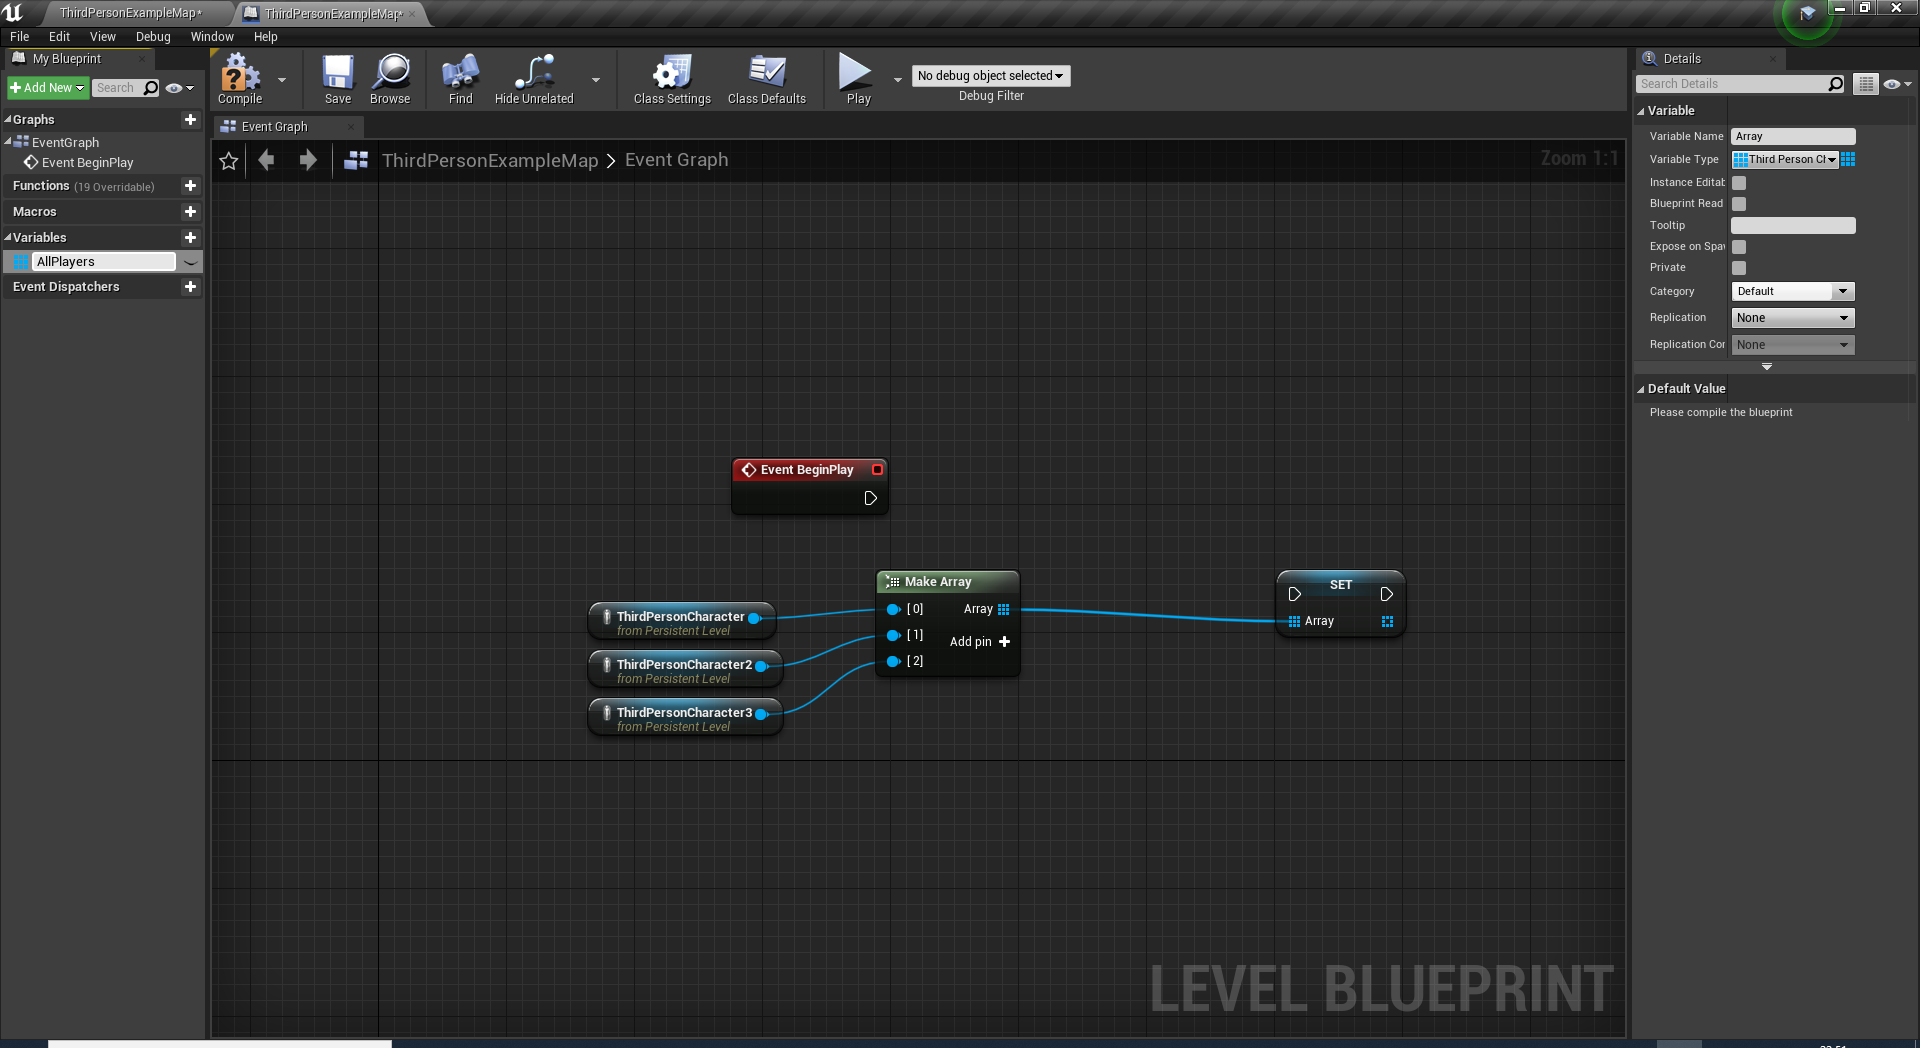 ThirdPersonExampleMap*
ThirdPersonExampleMap*
File Edit View Debug Window Help
My Blueprint
Add New
Search
Graphs
EventGraph
Event BeginPlay
Functions (19 Overridable)
Macros
Variables
AllPlayers
Event Dispatchers
Compile
Save
Browse
Find
Hide Unrelated
Class Settings
Class Defaults
Play
No debug object selected
Debug Filter
Event Graph
ThirdPersonExampleMap > Event Graph
Zoom 1:1
Event BeginPlay
ThirdPersonCharacter
from Persistent Level
ThirdPersonCharacter2
from Persistent Level
ThirdPersonCharacter3
from Persistent Level
Make Array
[0] Array
[1]
Add pin
[2]
SET
Array
LEVEL BLUEPRINT
Details
Search Details
Variable
Variable Name Array
Variable Type Third Person Cl
Instance Editab
Blueprint Read
Tooltip
Expose on Spa
Private
Category Default
Replication None
Replication Cor None
Default Value
Please compile the blueprint